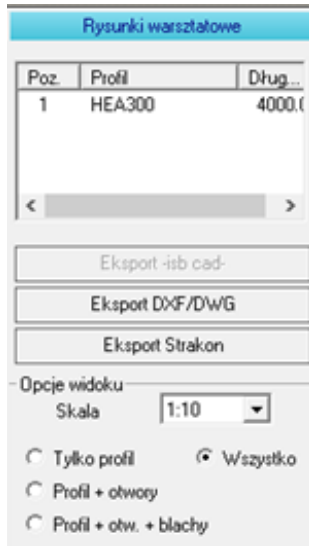 Rysunki warsztatowe
Poz. Profil Dług...
1 HEA300 4000.0
Eksport -isb cad-
Eksport DXF/DWG
Eksport Strakon
Opcje widoku
Skala 1:10
Tylko profil Wszystko
Profil + otwory
Profil + otw. + blachy